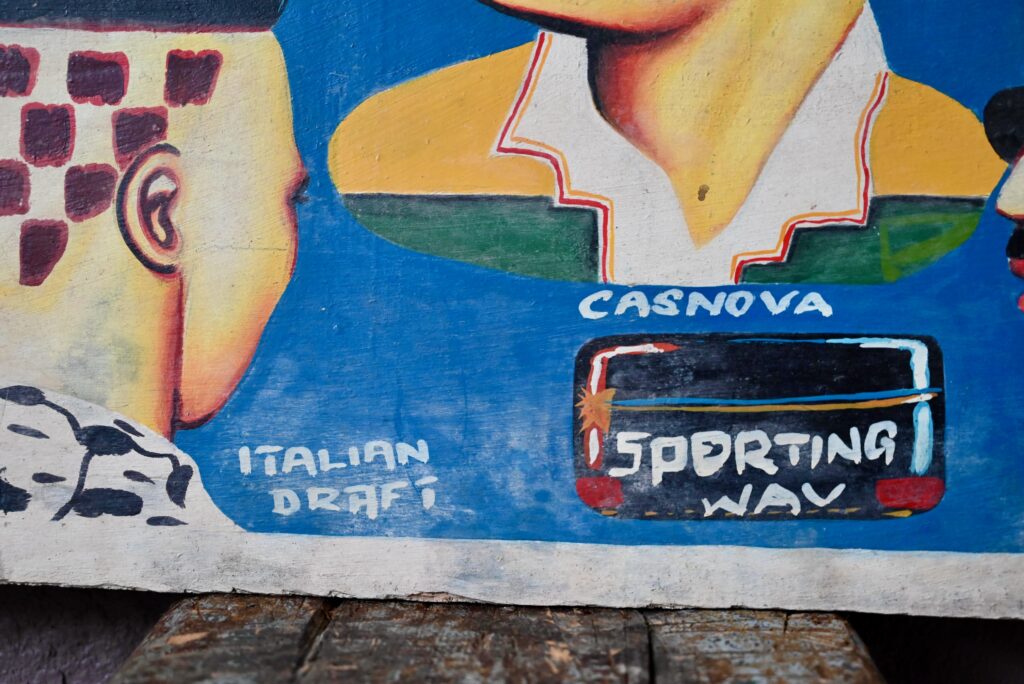 CASNOVA
ITALIAN
DRAFT
SPORTING
WAV